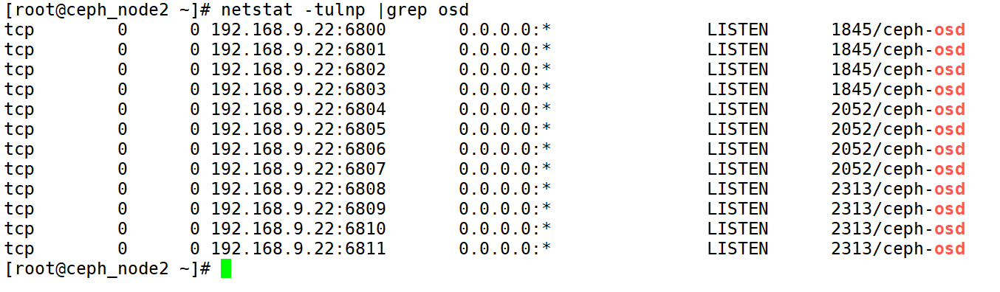 [root@ceph_node2 ~]# netstat -tulnp |grep osd
tcp        0      0 192.168.9.22:6800       0.0.0.0:*               LISTEN      1845/ceph-osd
tcp        0      0 192.168.9.22:6801       0.0.0.0:*               LISTEN      1845/ceph-osd
tcp        0      0 192.168.9.22:6802       0.0.0.0:*               LISTEN      1845/ceph-osd
tcp        0      0 192.168.9.22:6803       0.0.0.0:*               LISTEN      1845/ceph-osd
tcp        0      0 192.168.9.22:6804       0.0.0.0:*               LISTEN      2052/ceph-osd
tcp        0      0 192.168.9.22:6805       0.0.0.0:*               LISTEN      2052/ceph-osd
tcp        0      0 192.168.9.22:6806       0.0.0.0:*               LISTEN      2052/ceph-osd
tcp        0      0 192.168.9.22:6807       0.0.0.0:*               LISTEN      2052/ceph-osd
tcp        0      0 192.168.9.22:6808       0.0.0.0:*               LISTEN      2313/ceph-osd
tcp        0      0 192.168.9.22:6809       0.0.0.0:*               LISTEN      2313/ceph-osd
tcp        0      0 192.168.9.22:6810       0.0.0.0:*               LISTEN      2313/ceph-osd
tcp        0      0 192.168.9.22:6811       0.0.0.0:*               LISTEN      2313/ceph-osd
[root@ceph_node2 ~]#